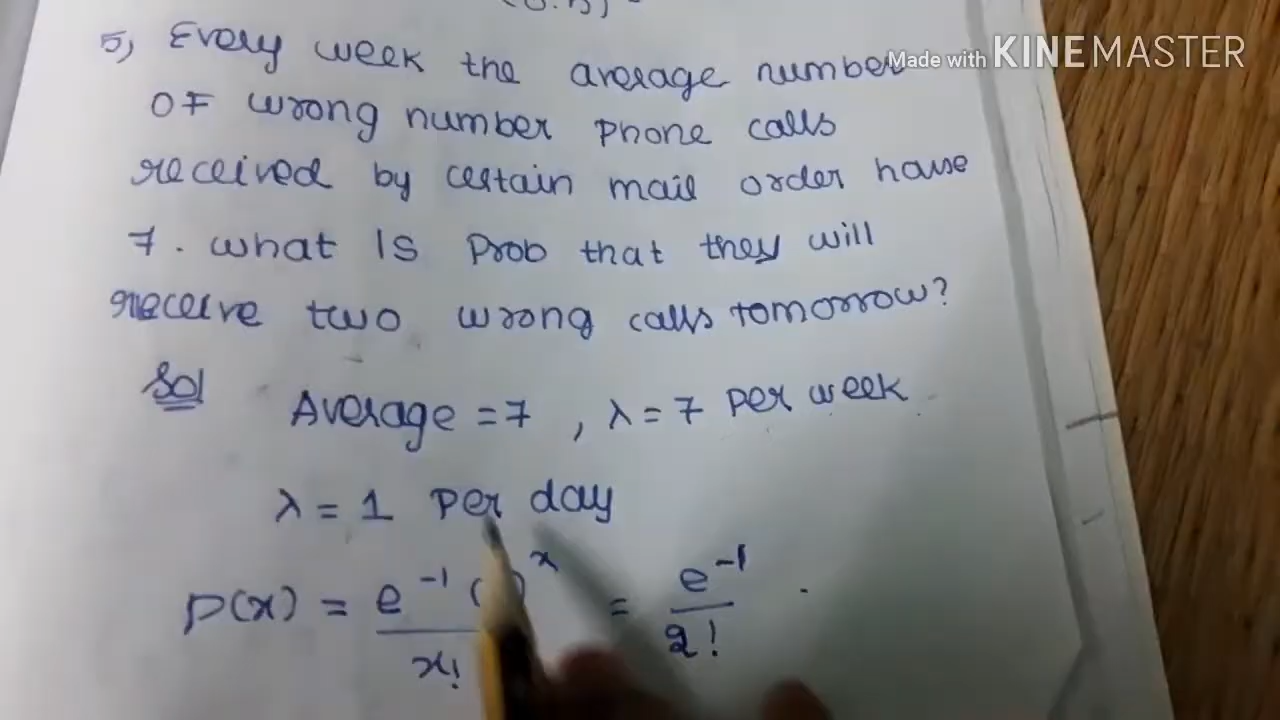 Made with KINEMASTER
5) Every week the average number
OF wrong number phone calls
received by certain mail order house
7. What Is Prob that they will
receive two wrong calls tomorrow?
Sol
Average = 7 , λ = 7 per week
λ = 1 per day
P(x) = e^-1 ( )^x / x! = e^-1 / 2! .